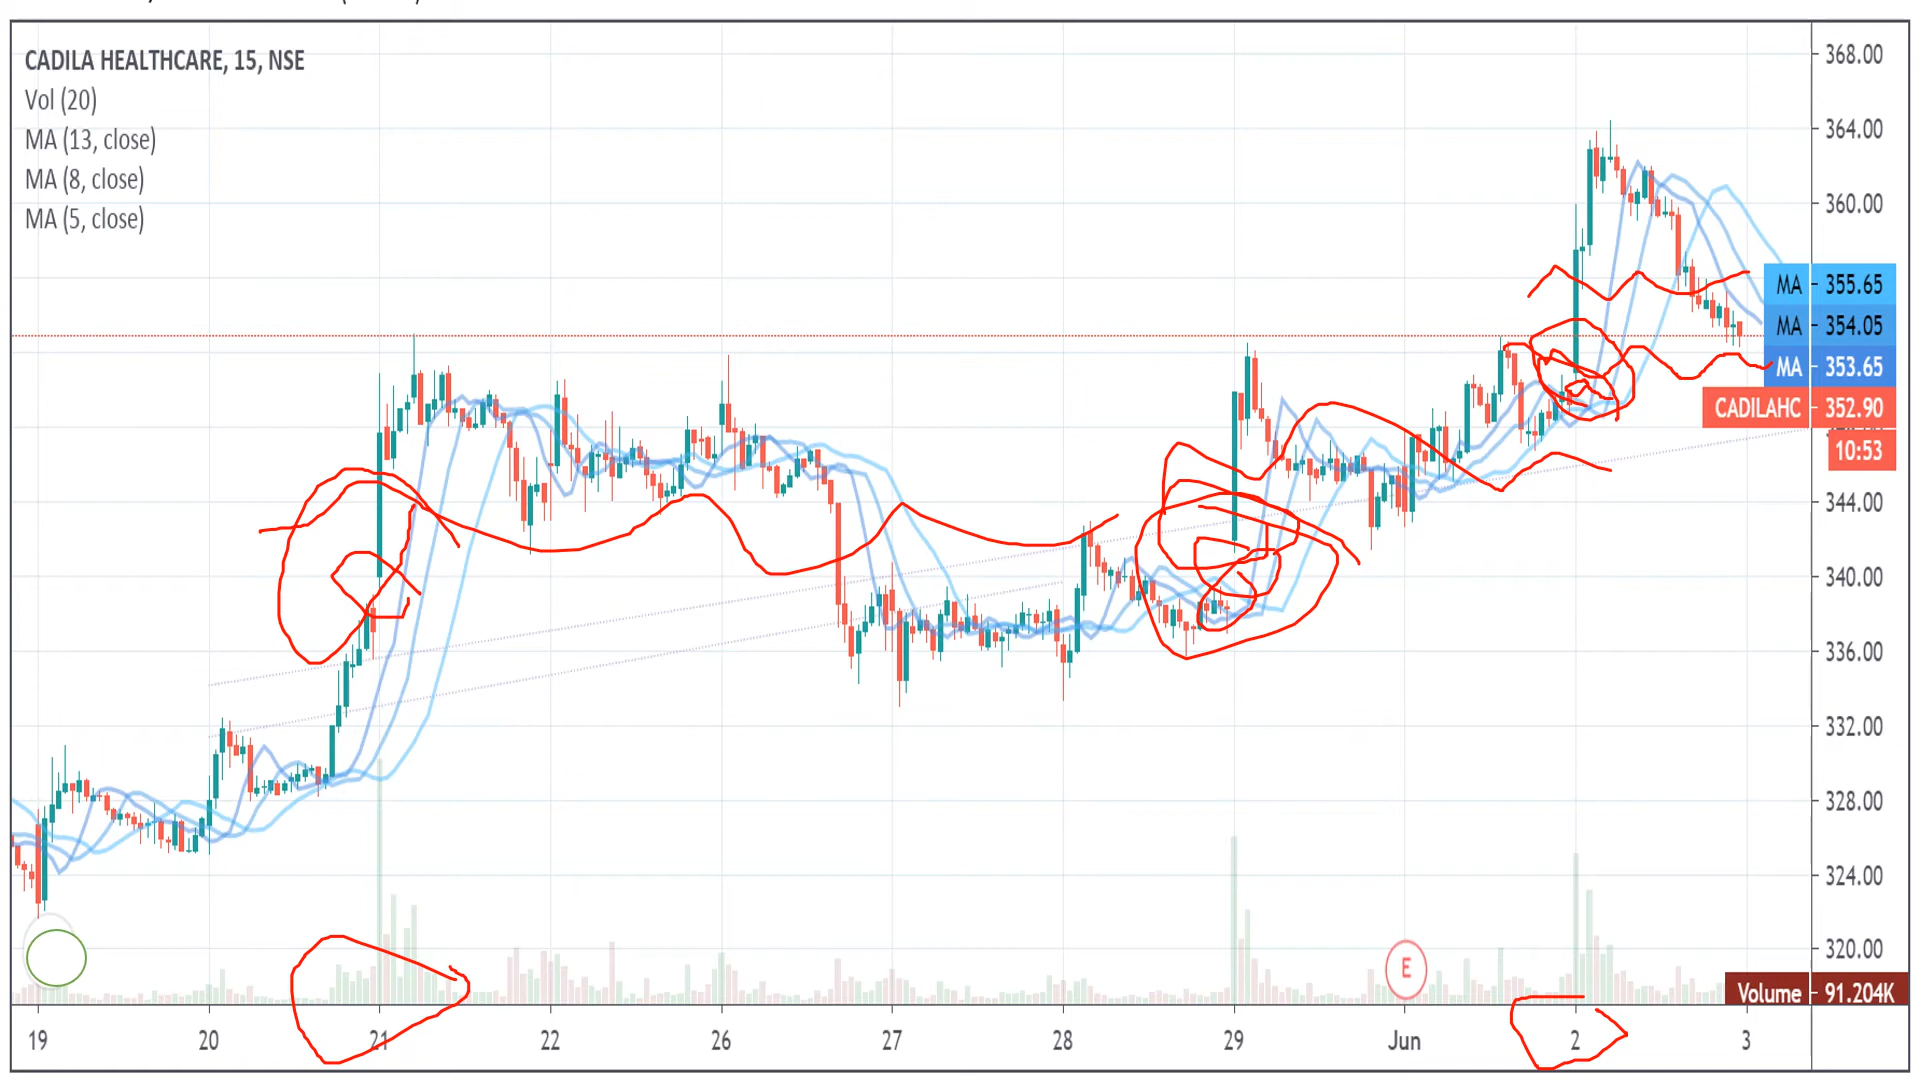 CADILA HEALTHCARE, 15, NSE
Vol (20)
MA (13, close)
MA (8, close)
MA (5, close)
368.00
364.00
360.00
MA 355.65
MA 354.05
MA 353.65
CADILAHC 352.90
10:53
344.00
340.00
336.00
332.00
328.00
324.00
320.00
E
Volume 91.204K
19 20 21 22 26 27 28 29 Jun 2 3